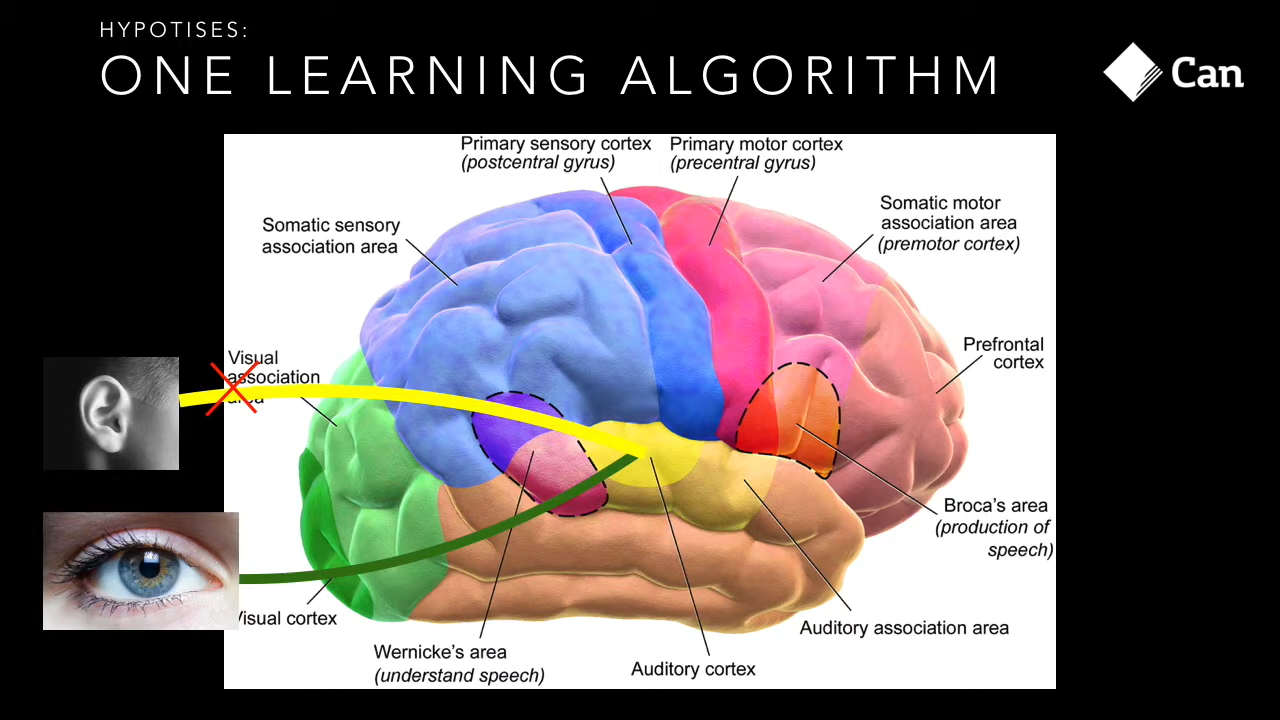 HYPOTISES:
ONE LEARNING ALGORITHM
Can
Primary sensory cortex
(postcentral gyrus)
Primary motor cortex
(precentral gyrus)
Somatic motor
association area
(premotor cortex)
Somatic sensory
association area
Prefrontal
cortex
Visual
association
area
Broca's area
(production of
speech)
Visual cortex
Auditory association area
Wernicke's area
(understand speech)
Auditory cortex